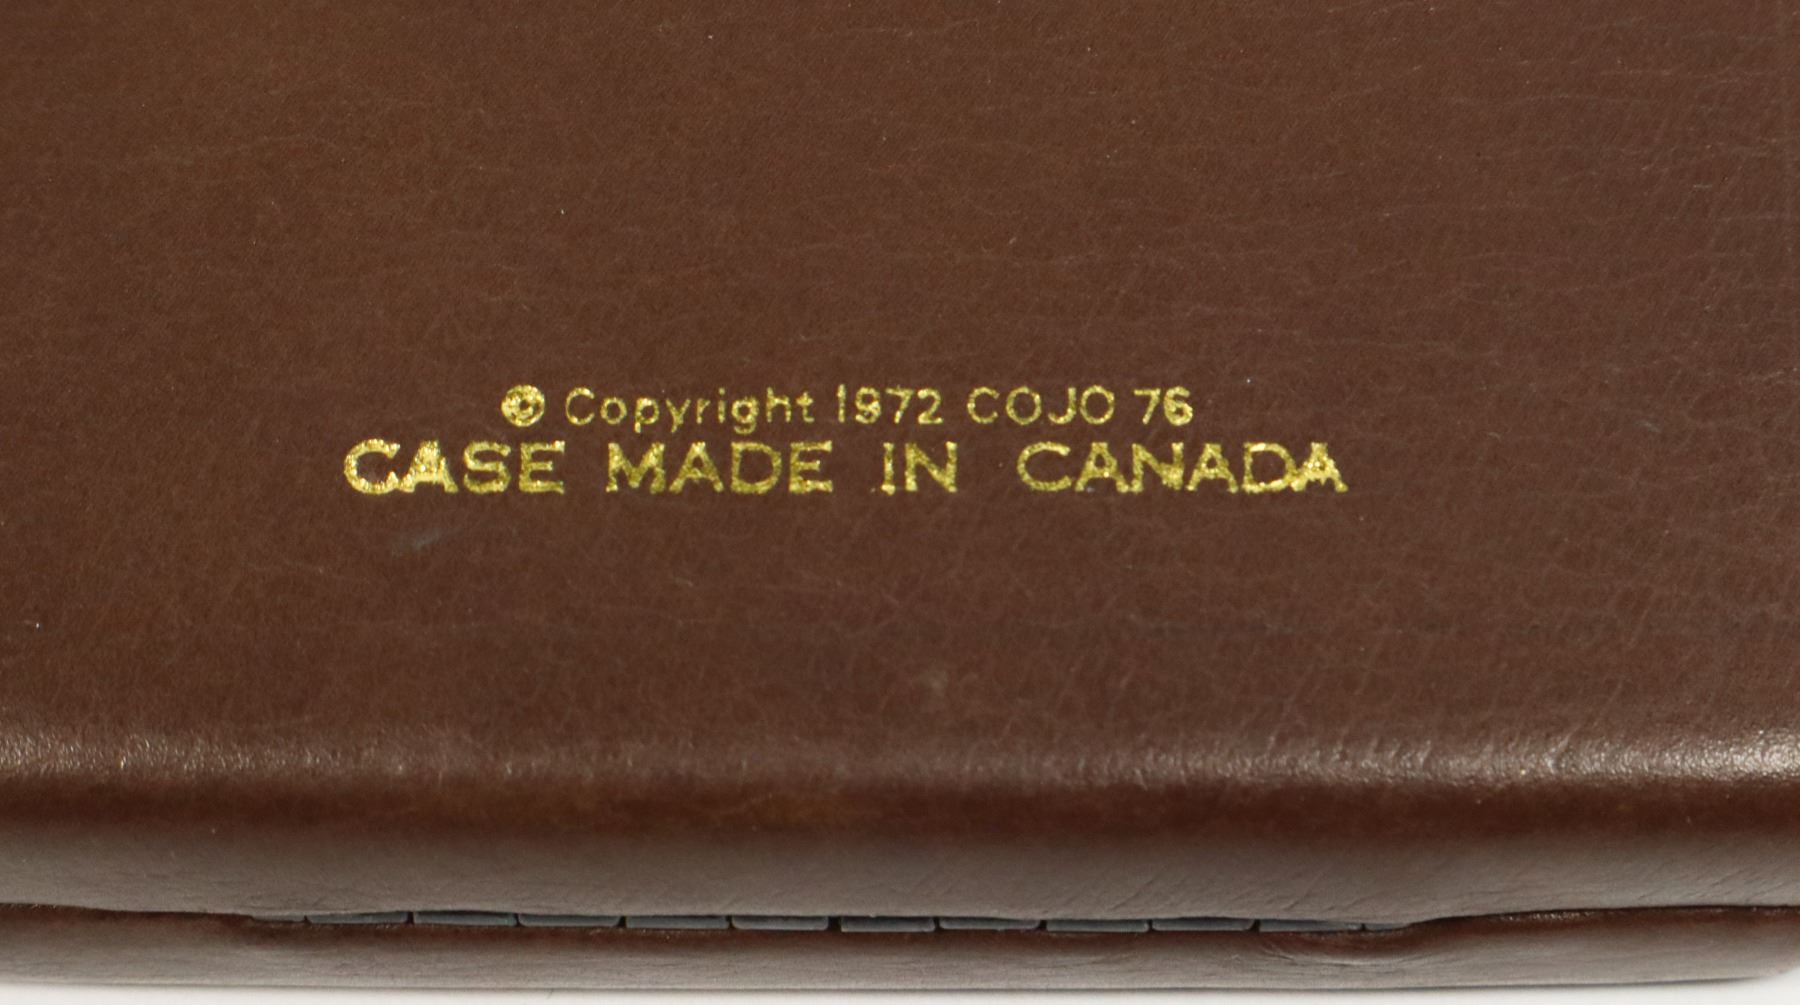 © Copyright 1972 COJO 76
CASE MADE IN CANADA